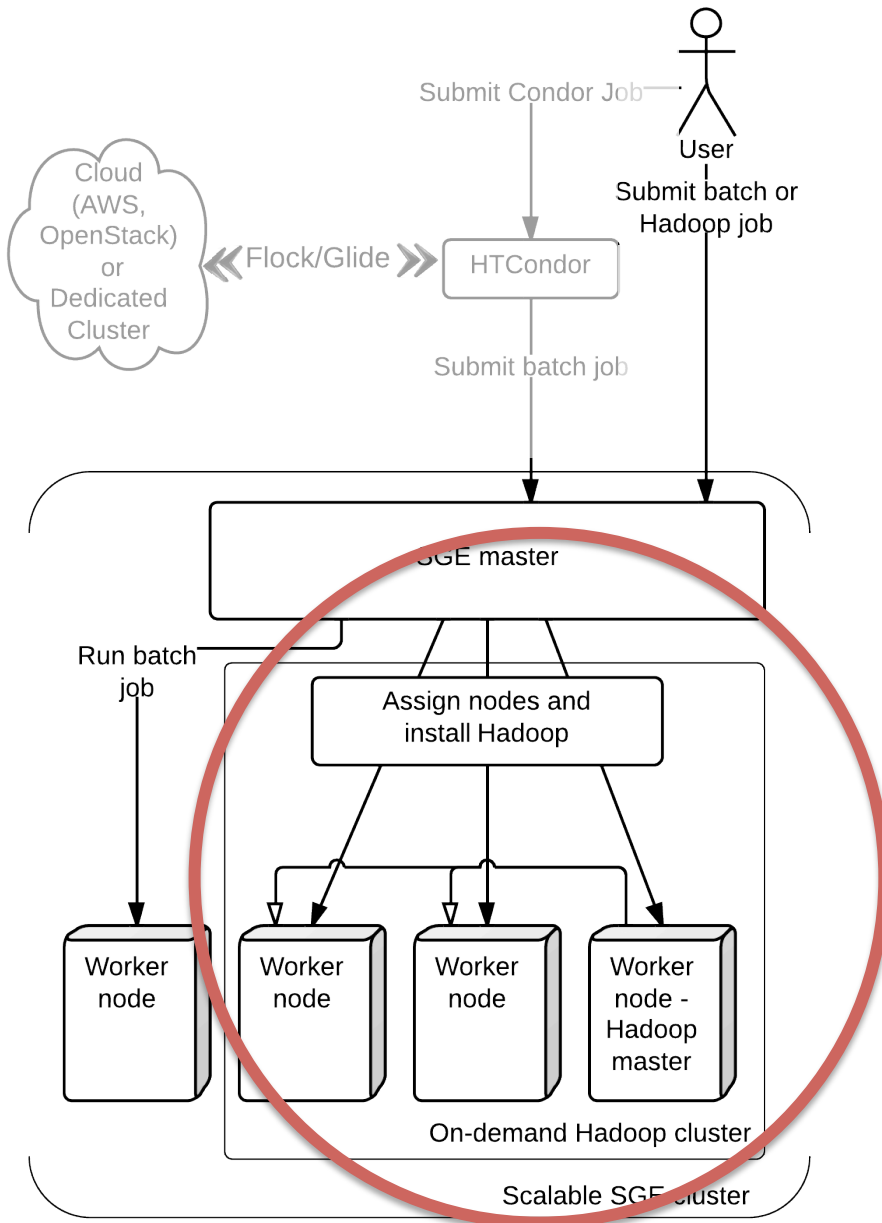 Submit Condor Job
User
Cloud
(AWS,
OpenStack)
or
Dedicated
Cluster
Submit batch or
Hadoop job
Flock/Glide
HTCondor
Submit batch job
SGE master
Run batch
job
Assign nodes and
install Hadoop
Worker
node
Worker
node
Worker
node
Worker
node -
Hadoop
master
On-demand Hadoop cluster
Scalable SGE cluster